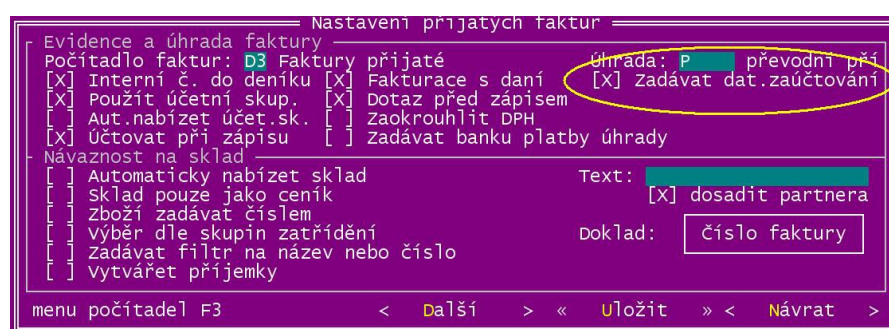 Nastavení přijatých faktur
Evidence a úhrada faktury
Počítadlo faktur: D3 Faktury přijaté Úhrada: P převodní pří
[X] Interní č. do deníku [X] Fakturace s daní [X] Zadávat dat.zaúčtování
[X] Použít účetní skup. [X] Dotaz před zápisem
[ ] Aut.nabízet účet.sk. [ ] Zaokrouhlit DPH
[X] Účtovat při zápisu [ ] Zadávat banku platby úhrady
Návaznost na sklad
[ ] Automaticky nabízet sklad Text:
[ ] Sklad pouze jako ceník [X] dosadit partnera
[ ] Zboží zadávat číslem
[ ] Výběr dle skupin zatřídění Doklad: číslo faktury
[ ] Zadávat filtr na název nebo číslo
[ ] Vytvářet příjemky
menu počítadel F3 < Další > « Uložit » < Návrat >